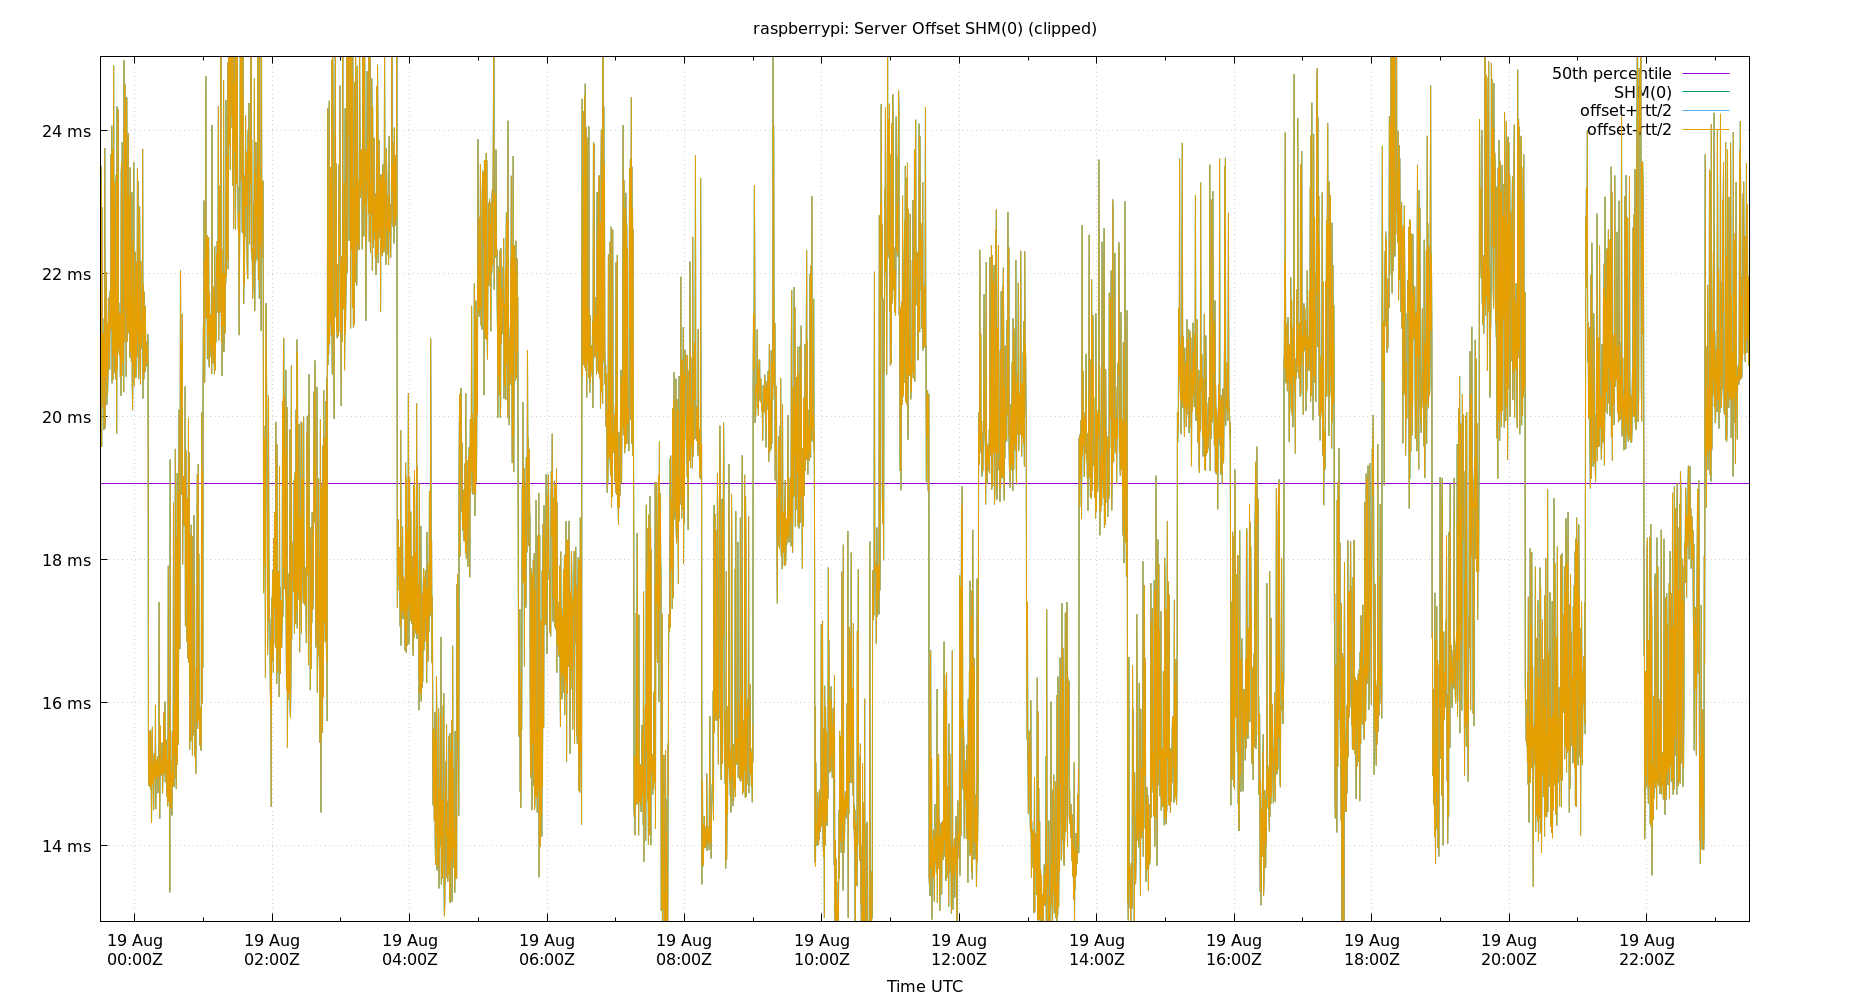 raspberrypi: Server Offset SHM(0) (clipped)
50th percentile
SHM(0)
offset+rtt/2
offset-rtt/2
24 ms
22 ms
20 ms
18 ms
16 ms
14 ms
19 Aug 19 Aug 19 Aug 19 Aug 19 Aug 19 Aug 19 Aug 19 Aug 19 Aug 19 Aug 19 Aug 19 Aug
00:00Z 02:00Z 04:00Z 06:00Z 08:00Z 10:00Z 12:00Z 14:00Z 16:00Z 18:00Z 20:00Z 22:00Z
Time UTC